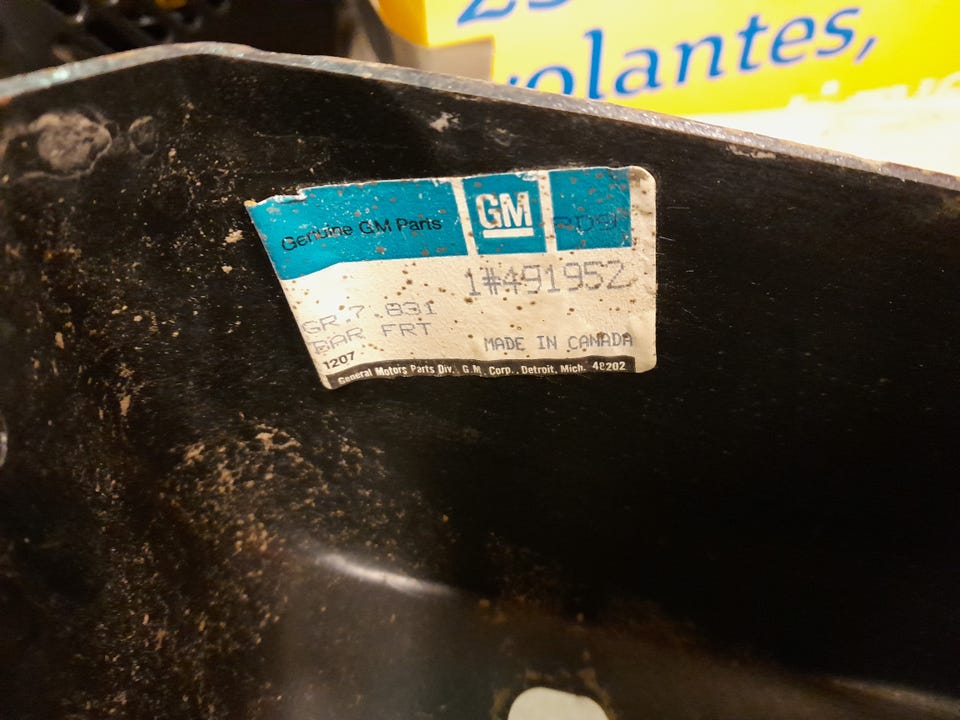 volantes,
Genuine GM Parts
GM
1#491952
GR.7 831
BAR FRT
MADE IN CANADA
1207
General Motors Parts Div., G.M. Corp., Detroit, Mich. 48202